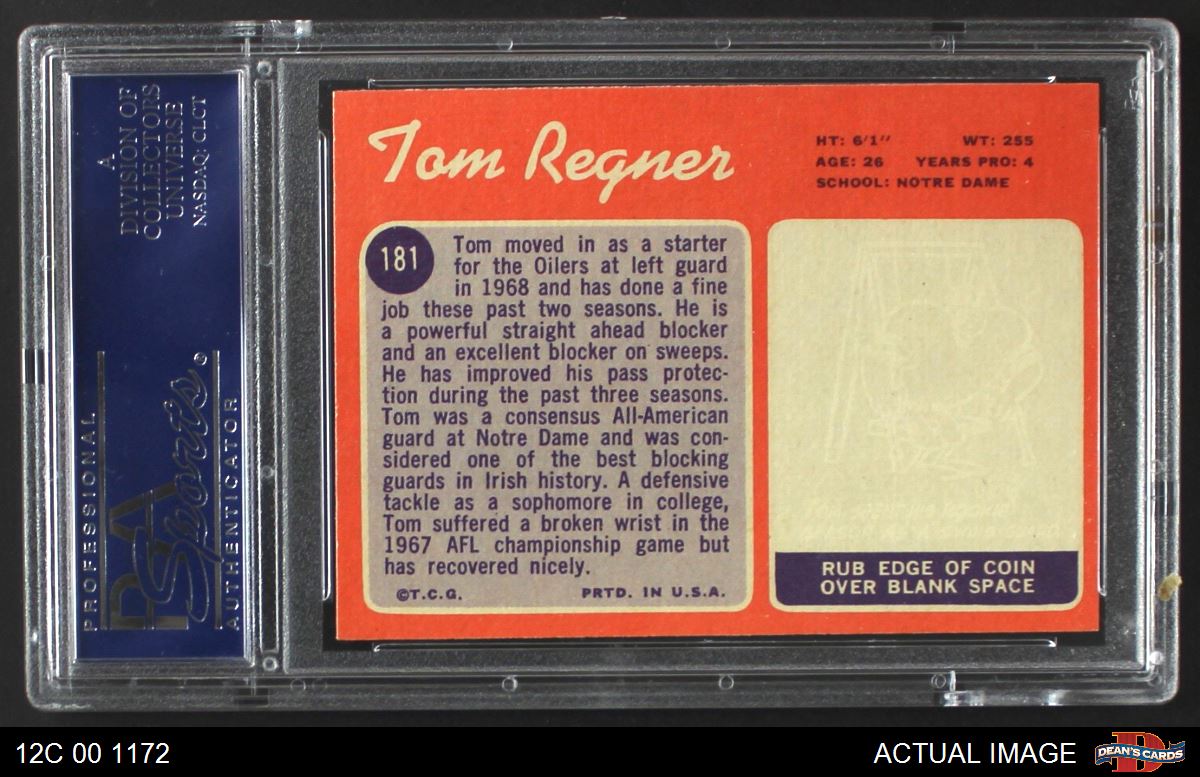 A
DIVISION OF
COLLECTORS
UNIVERSE
NASDAQ: CLCT
PROFESSIONAL
PSA
Sports®
AUTHENTICATOR
Tom Regner
HT: 6/1" WT: 255
AGE: 26 YEARS PRO: 4
SCHOOL: NOTRE DAME
181
Tom moved in as a starter
for the Oilers at left guard
in 1968 and has done a fine
job these past two seasons. He is
a powerful straight ahead blocker
and an excellent blocker on sweeps.
He has improved his pass protec-
tion during the past three seasons.
Tom was a consensus All-American
guard at Notre Dame and was con-
sidered one of the best blocking
guards in Irish history. A defensive
tackle as a sophomore in college,
Tom suffered a broken wrist in the
1967 AFL championship game but
has recovered nicely.
©T.C.G. PRTD. IN U.S.A.
RUB EDGE OF COIN
OVER BLANK SPACE
12C 00 1172
ACTUAL IMAGE
DEAN'S CARDS